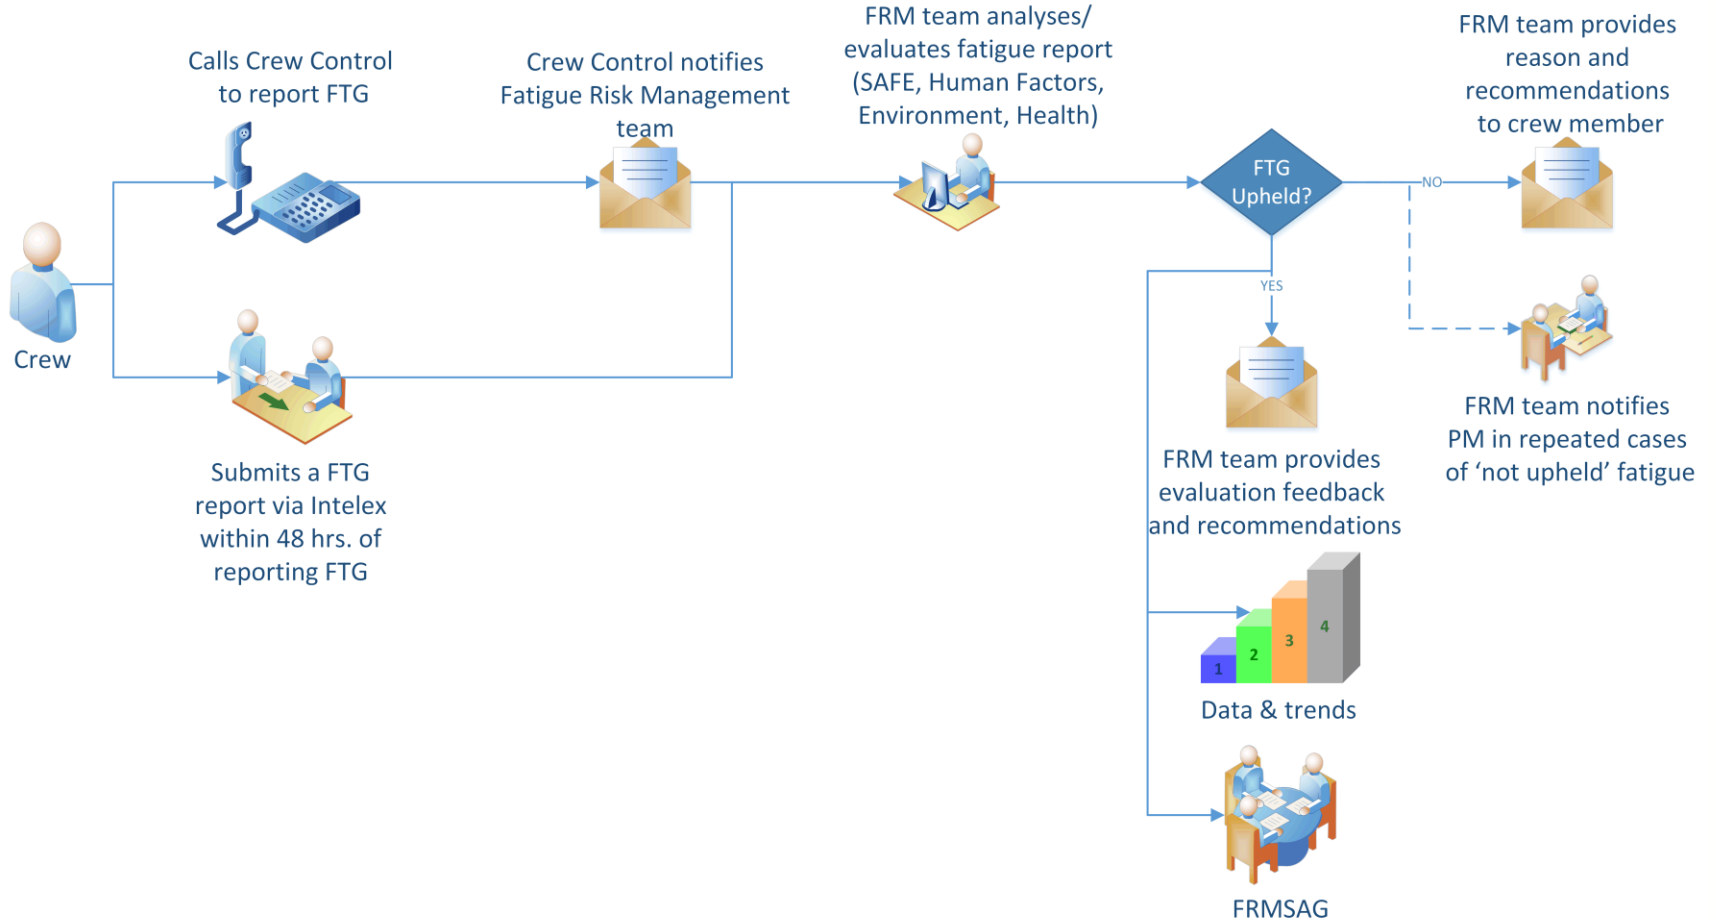 Calls Crew Control
to report FTG
Crew Control notifies
Fatigue Risk Management
team
FRM team analyses/
evaluates fatigue report
(SAFE, Human Factors,
Environment, Health)
FRM team provides
reason and
recommendations
to crew member
FTG
Upheld?
NO
YES
Crew
Submits a FTG
report via Intelex
within 48 hrs. of
reporting FTG
FRM team notifies
PM in repeated cases
of ‘not upheld’ fatigue
FRM team provides
evaluation feedback
and recommendations
1
2
3
4
Data & trends
FRMSAG